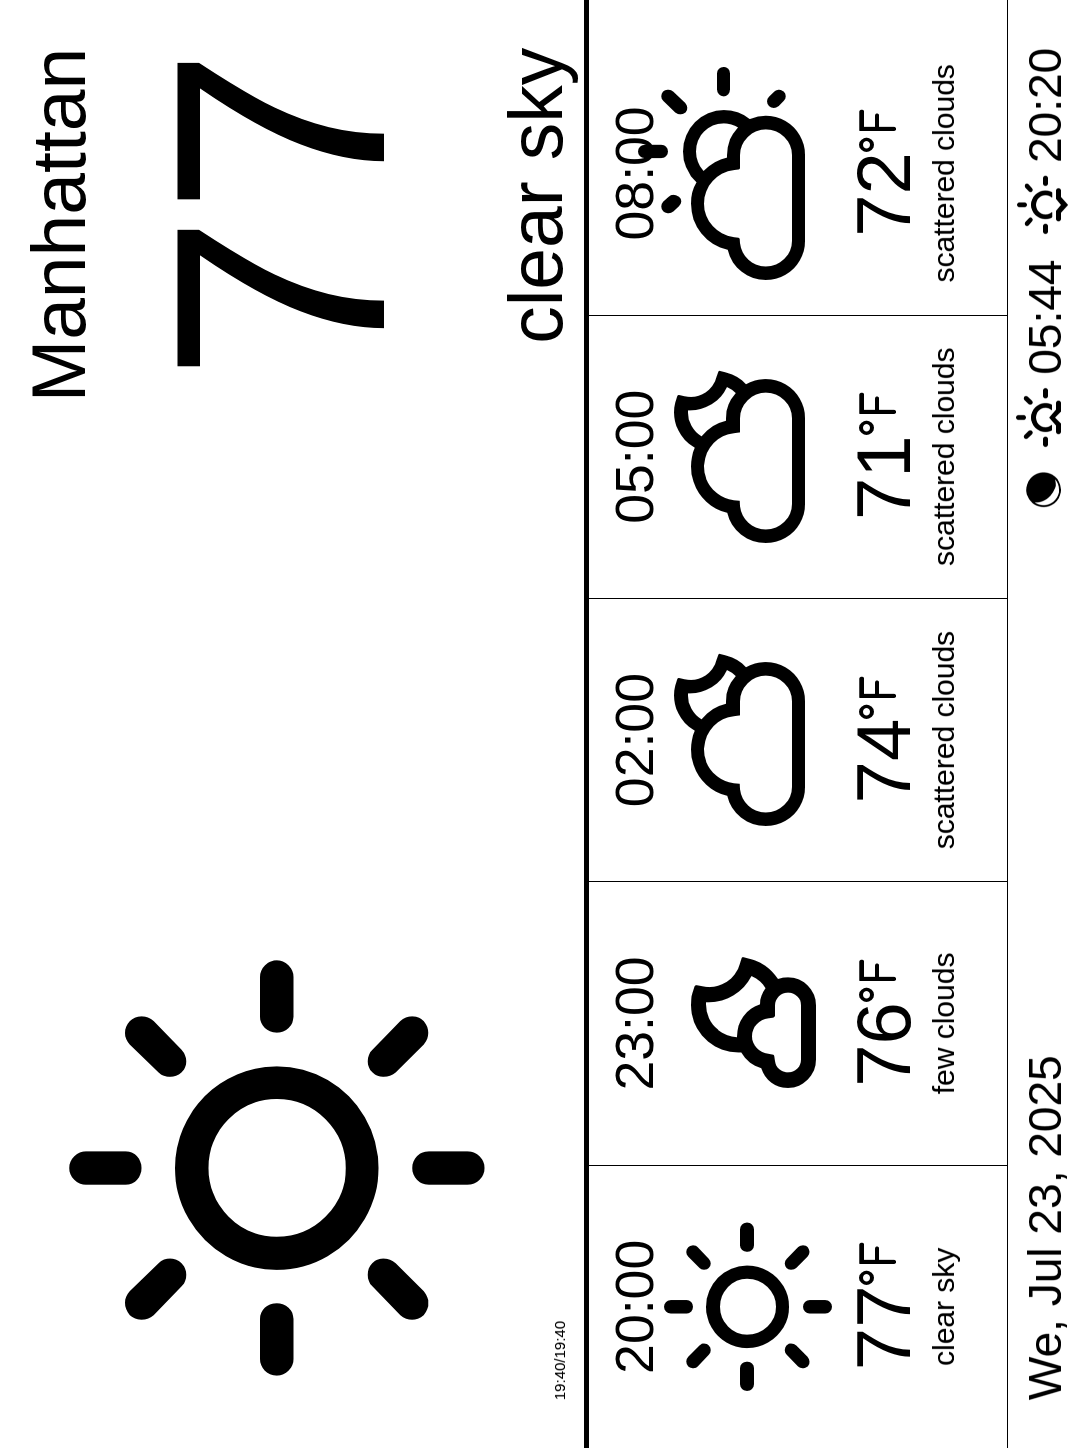 Manhattan
77
clear sky
19:40/19:40
20:00
77°F
clear sky
23:00
76°F
few clouds
02:00
74°F
scattered clouds
05:00
71°F
scattered clouds
08:00
72°F
scattered clouds
We, Jul 23, 2025
05:44
20:20